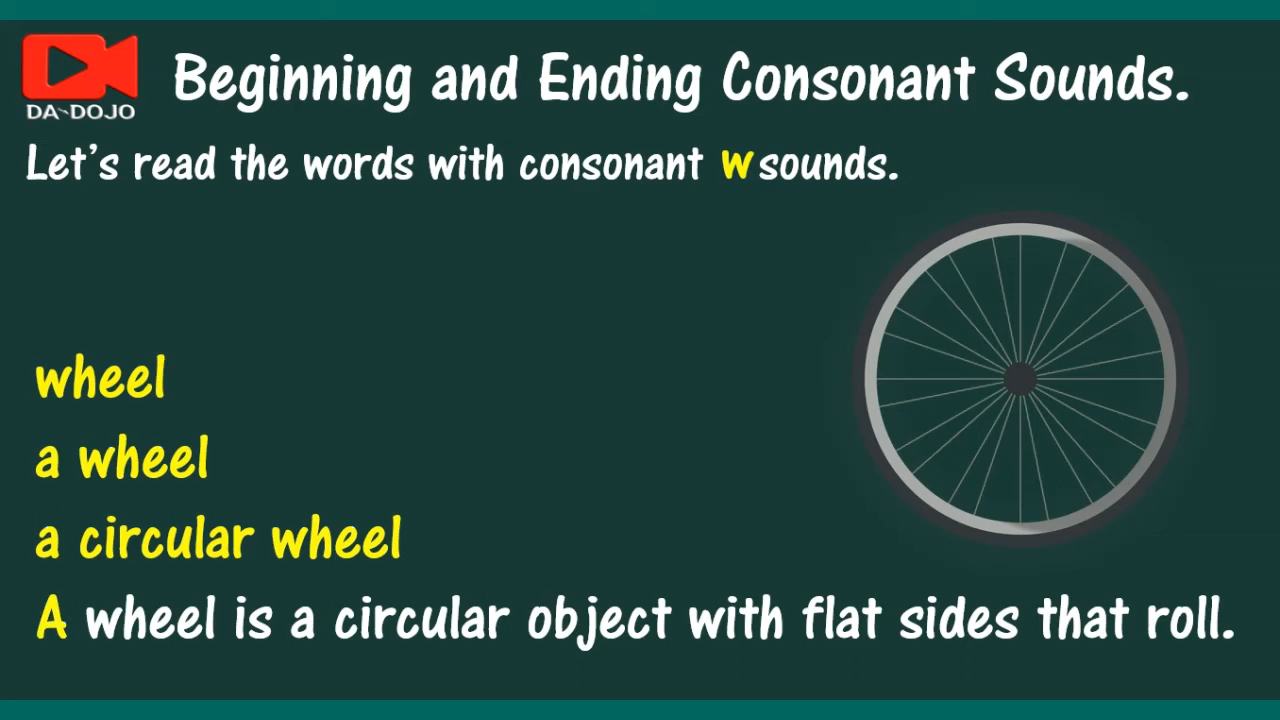 Beginning and Ending Consonant Sounds.
DA-DOJO
Let's read the words with consonant w sounds.
wheel
a wheel
a circular wheel
A wheel is a circular object with flat sides that roll.